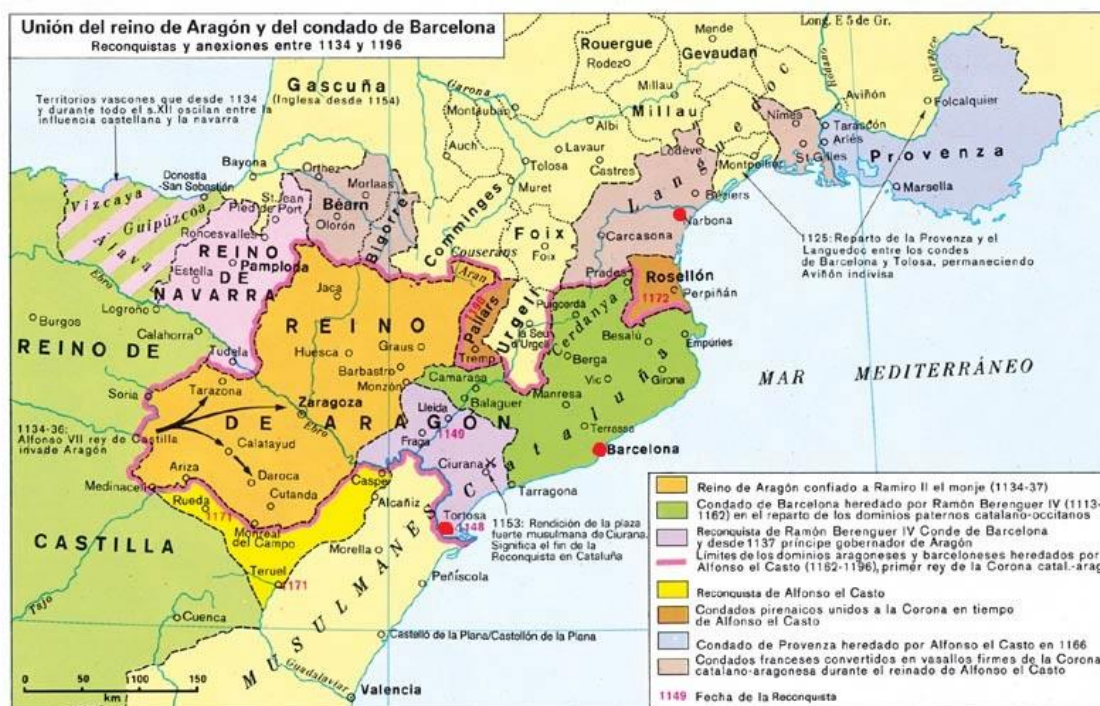 Unión del reino de Aragón y del condado de Barcelona
Reconquistas y anexiones entre 1134 y 1196
Long. E 5 de Gr.
Territorios vascones que desde 1134
y durante todo el s.XII oscilan entre la
influencia castellana y la navarra
Gascuña
(Inglesa desde 1154)
Garona
Rouergue
Rodez
Mende
Gevaudan
Millau
Millau
Ródano
Durance
Aviñón
Folcalquier
Montauban
Albi
Auch
Lavaur
Tolosa
Castres
Muret
Lodève
Languedoc
Nimes
St Gilles
Montpellier
Tarascón
Arlés
Provenza
Marsella
Béziers
Narbona
Carcasona
Bayona
Orthez
Morlaas
Béarn
Olorón
Bigorre
Comminges
Couserans
Foix
Foix
Donostia
-San Sebastián
Vizcaya
Guipúzcoa
Alava
St.Jean
Pied de Port
Roncesvalles
REINO
DE
NAVARRA
Pamplona
Estella
Ebro
Logroño
Calahorra
Tudela
Burgos
REINO DE
CASTILLA
Soria
1125: Reparto de la Provenza y el
Languedoc entre los condes
de Barcelona y Tolosa, permaneciendo
Aviñón indivisa
Aran
1190
Pallars
Tremp
Urgell
la Seu
d'Urgell
Prades
Puigcerdá
Cerdanya
Rosellón
1172
Perpiñán
Besalú
Empúries
Berga
Vic
Girona
Manresa
Terrassa
Barcelona
Cataluña
MAR MEDITERRÁNEO
REINO
DE ARAGÓN
Jaca
Huesca
Graus
Barbastro
Monzón
Camarasa
Balaguer
Tarazona
Zaragoza
Ebro
Lleida
1149
Fraga
Ciurana
Tarragona
1134-36:
Alfonso VII rey de Castilla
invade Aragón
Calatayud
Ariza
Daroca
Medinaceli
Cutanda
Rueda
1171
Monreal
del Campo
Caspe
Alcañiz
Tortosa
1148
1153: Rendición de la plaza
fuerte musulmana de Ciurana.
Significa el fin de la
Reconquista en Cataluña
Morella
Teruel
1171
Peñíscola
MUSULMANES
Tajo
Cuenca
Castelló de la Plana/Castellón de la Plana
Guadalaviar
Valencia
0 50 100 150
km
Reino de Aragón confiado a Ramiro II el monje (1134-37)
Condado de Barcelona heredado por Ramón Berenguer IV (1113-
1162) en el reparto de los dominios paternos catalano-occitanos
Reconquista de Ramón Berenguer IV Conde de Barcelona
y desde 1137 príncipe gobernador de Aragón
Límites de los dominios aragoneses y barceloneses heredados por
Alfonso el Casto (1162-1196), primer rey de la Corona catal.-arag
Reconquista de Alfonso el Casto
Condados pirenaicos unidos a la Corona en tiempo
de Alfonso el Casto
Condado de Provenza heredado por Alfonso el Casto en 1166
Condados franceses convertidos en vasallos firmes de la Corona
catalano-aragonesa durante el reinado de Alfonso el Casto
1149 Fecha de la Reconquista